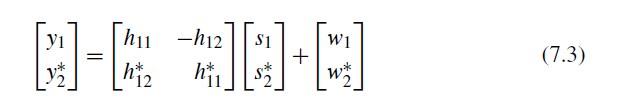 [y₁; y₂*] = [h₁₁ −h₁₂; h₁₂* h₁₁*] [s₁; s₂*] + [w₁; w₂*] (7.3)